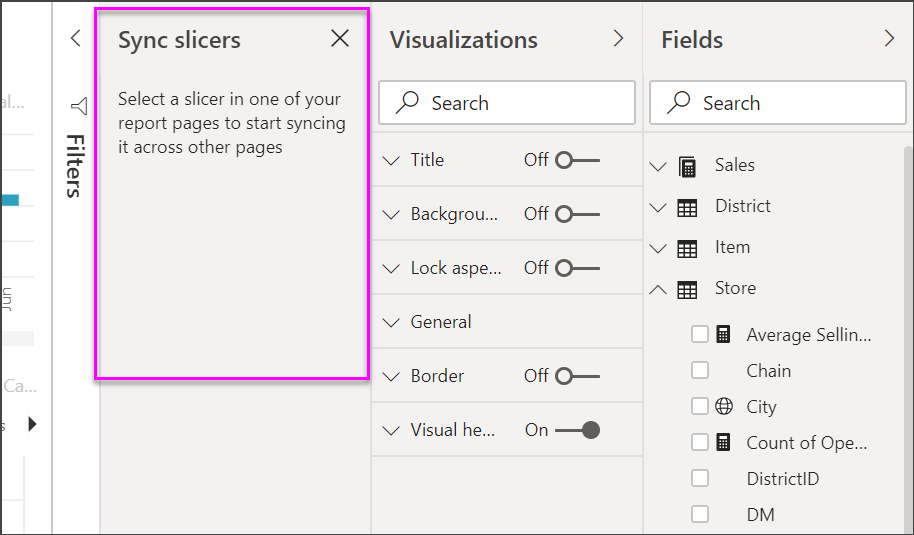 al...
Jun
Ca...
s
Filters
Sync slicers
Select a slicer in one of your
report pages to start syncing
it across other pages
Visualizations
Search
Title Off
Backgrou... Off
Lock aspe... Off
General
Border Off
Visual he... On
Fields
Search
Sales
District
Item
Store
Average Sellin...
Chain
City
Count of Ope...
DistrictID
DM